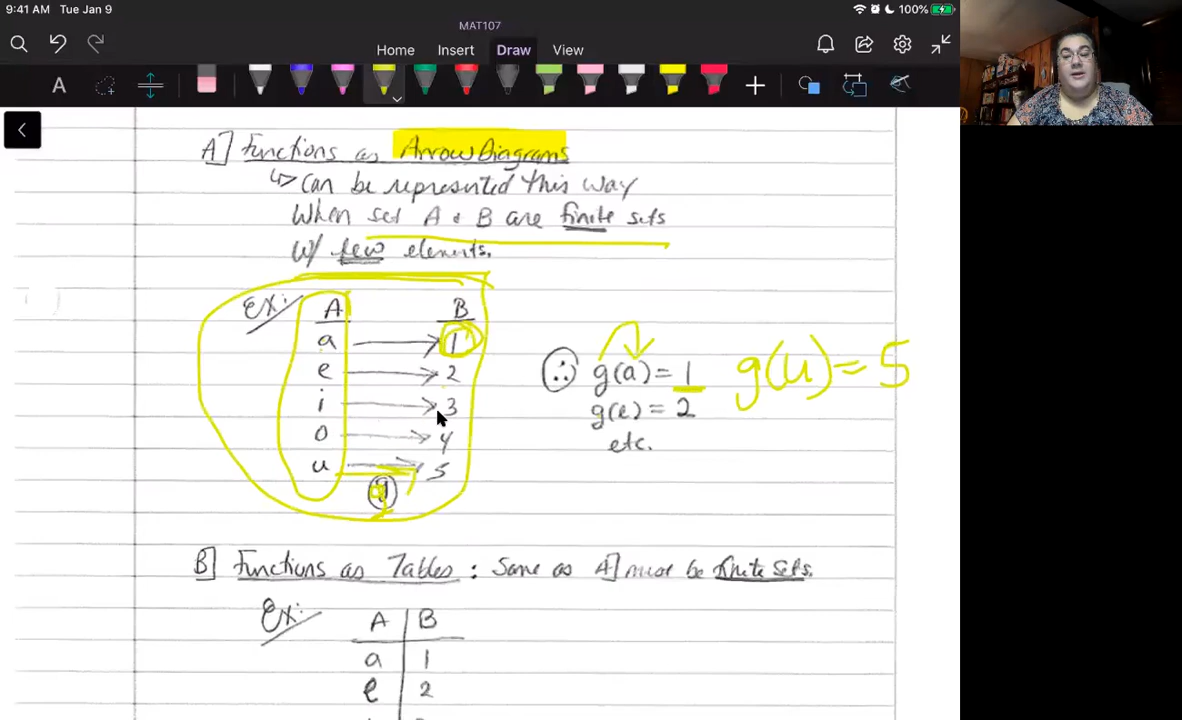 9:41 AM Tue Jan 9
100%
MAT107
Home Insert Draw View
A] Functions as Arrow Diagrams
↳ Can be represented this way
When set A & B are finite sets
w/ few elements.
Ex:
A B
a → 1
e → 2
i → 3
o → 4
u → 5
g
∴ g(a) = 1 g(u) = 5
g(e) = 2
etc.
B] Functions as Tables : Same as A] must be finite sets.
Ex:
A | B
a | 1
e | 2